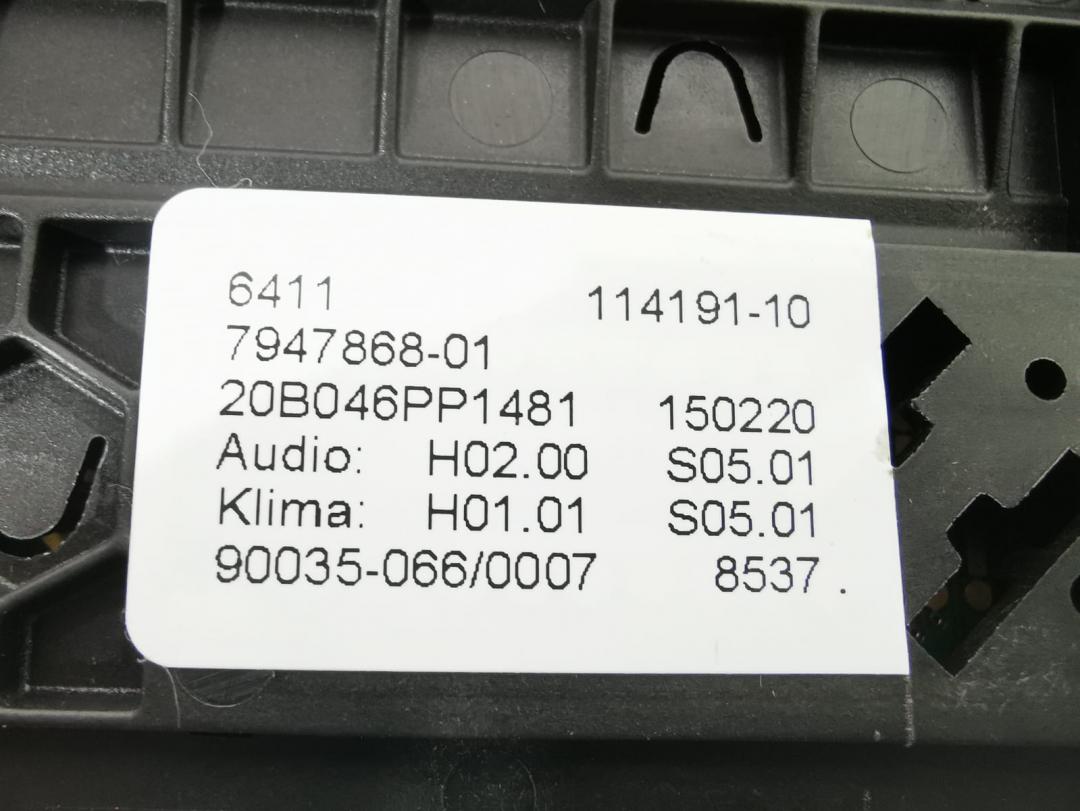 6411 114191-10
7947868-01
20B046PP1481 150220
Audio: H02.00 S05.01
Klima: H01.01 S05.01
90035-066/0007 8537 .